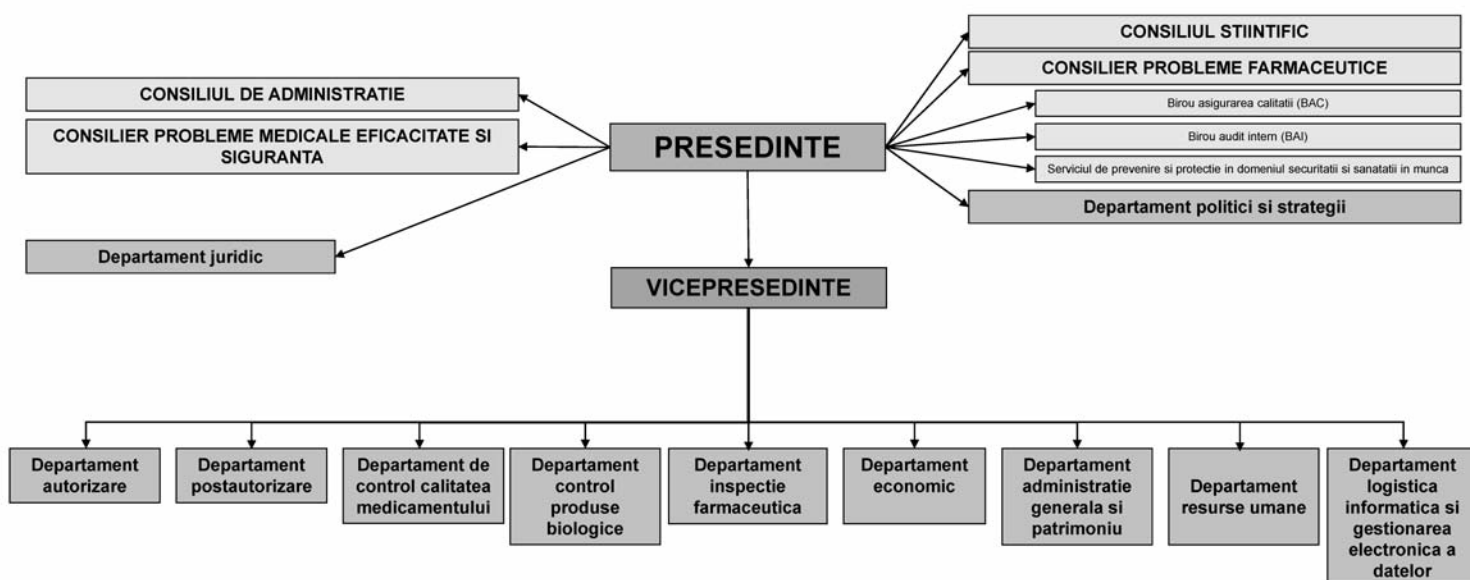 CONSILIUL STIINTIFIC
CONSILIER PROBLEME FARMACEUTICE
CONSILIUL DE ADMINISTRATIE
Birou asigurarea calitatii (BAC)
CONSILIER PROBLEME MEDICALE EFICACITATE SI
SIGURANTA
PRESEDINTE
Birou audit intern (BAI)
Serviciul de prevenire si protectie in domeniul securitatii si sanatatii in munca
Departament politici si strategii
Departament juridic
VICEPRESEDINTE
Departament
autorizare
Departament
postautorizare
Departament de
control calitatea
medicamentului
Departament
control
produse
biologice
Departament
inspectie
farmaceutica
Departament
economic
Departament
administratie
generala si
patrimoniu
Departament
resurse umane
Departament
logistica
informatica si
gestionarea
electronica a
datelor